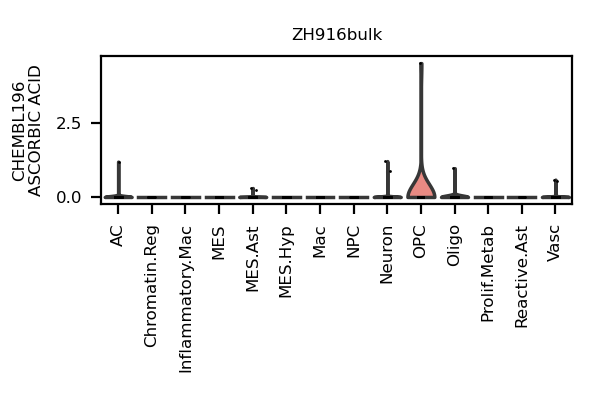 ZH916bulk
CHEMBL196
ASCORBIC ACID
2.5
0.0
AC
Chromatin.Reg
Inflammatory.Mac
MES
MES.Ast
MES.Hyp
Mac
NPC
Neuron
OPC
Oligo
Prolif.Metab
Reactive.Ast
Vasc